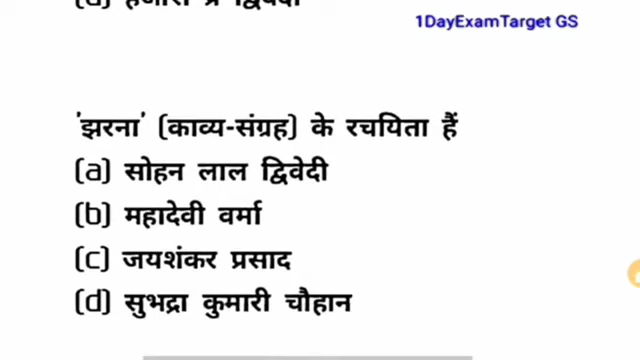 1DayExamTarget GS
'झरना' (काव्य-संग्रह) के रचयिता हैं
(a) सोहन लाल द्विवेदी
(b) महादेवी वर्मा
(c) जयशंकर प्रसाद
(d) सुभद्रा कुमारी चौहान